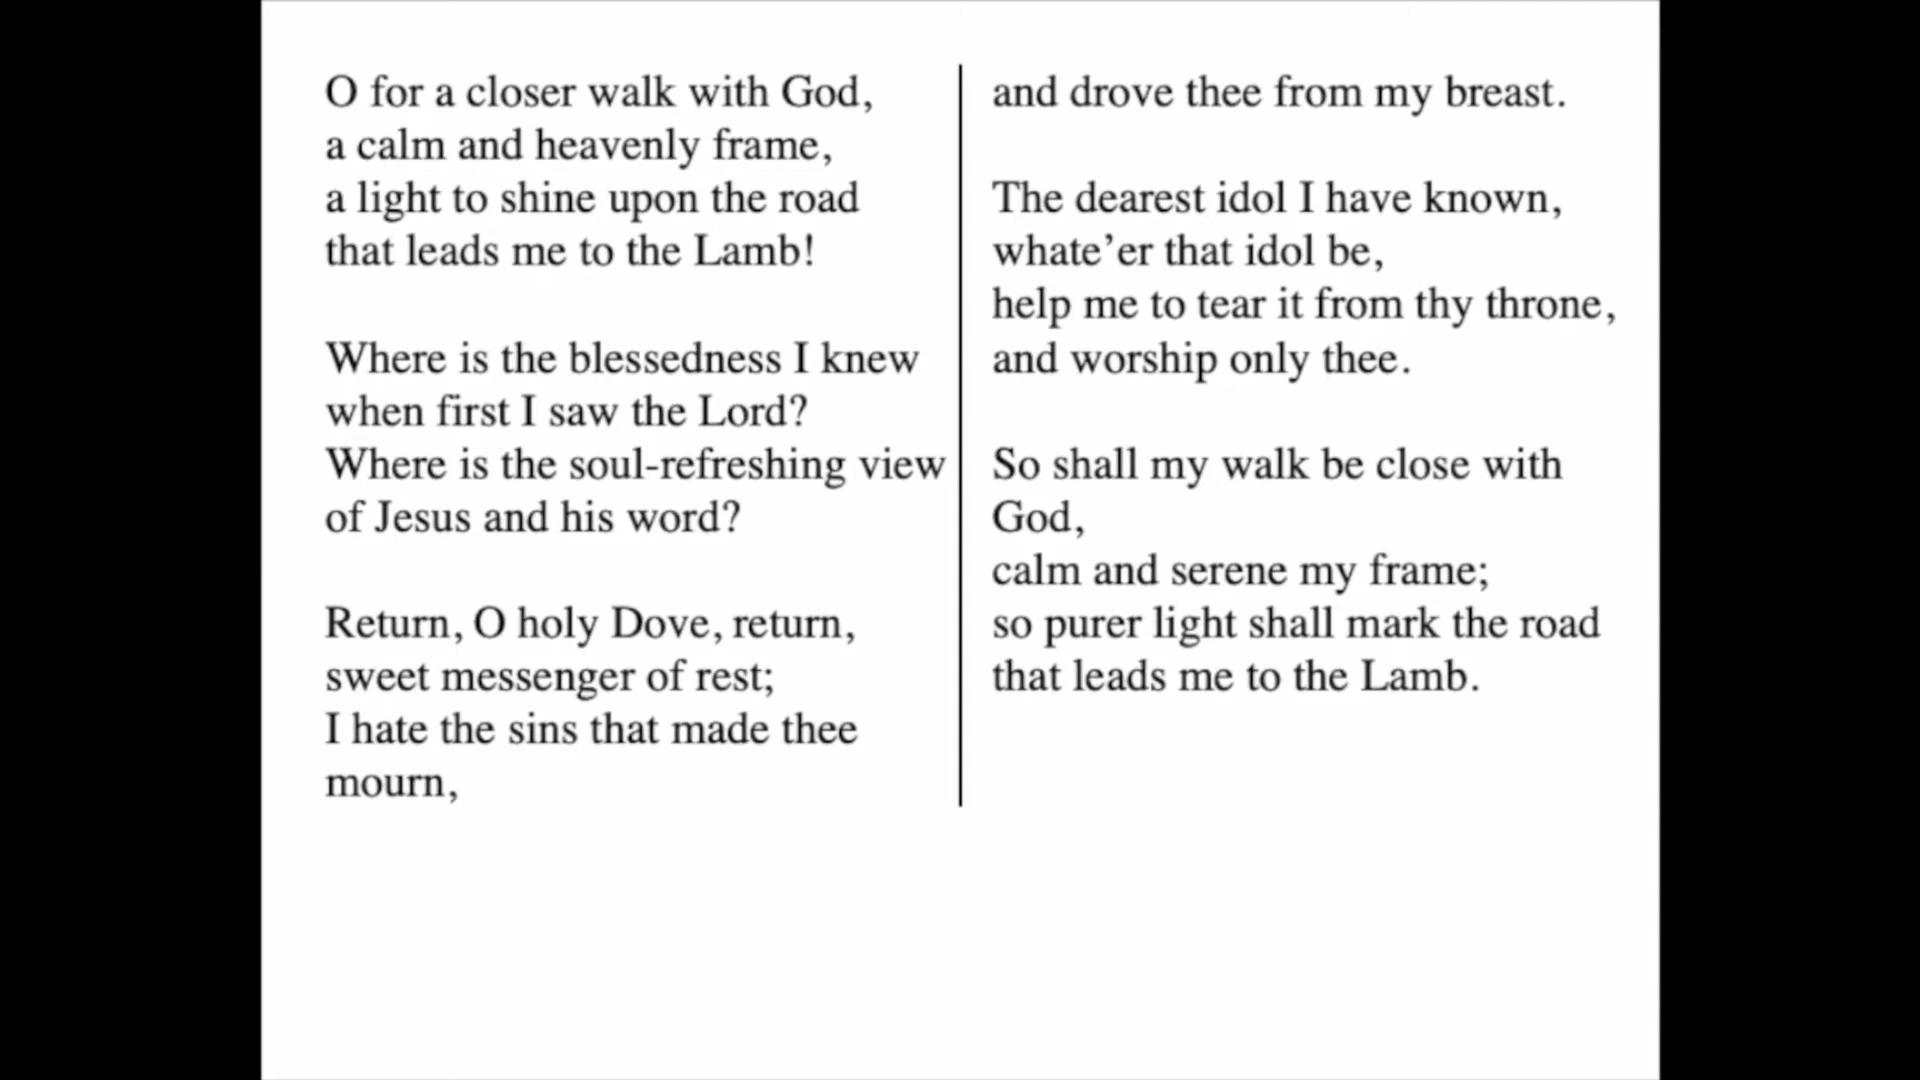 O for a closer walk with God,
a calm and heavenly frame,
a light to shine upon the road
that leads me to the Lamb!

Where is the blessedness I knew
when first I saw the Lord?
Where is the soul-refreshing view
of Jesus and his word?

Return, O holy Dove, return,
sweet messenger of rest;
I hate the sins that made thee
mourn,
and drove thee from my breast.

The dearest idol I have known,
whate’er that idol be,
help me to tear it from thy throne,
and worship only thee.

So shall my walk be close with
God,
calm and serene my frame;
so purer light shall mark the road
that leads me to the Lamb.